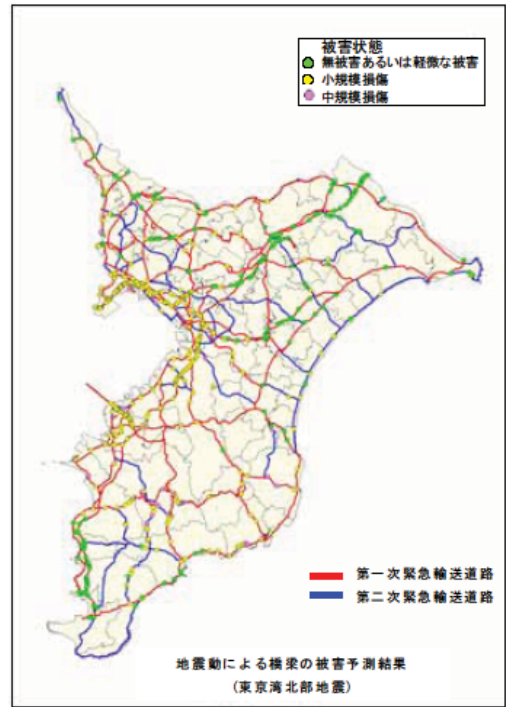 被害状態
無被害あるいは軽微な被害
小規模損傷
中規模損傷
第一次緊急輸送道路
第二次緊急輸送道路
地震動による橋梁の被害予測結果
(東京湾北部地震)